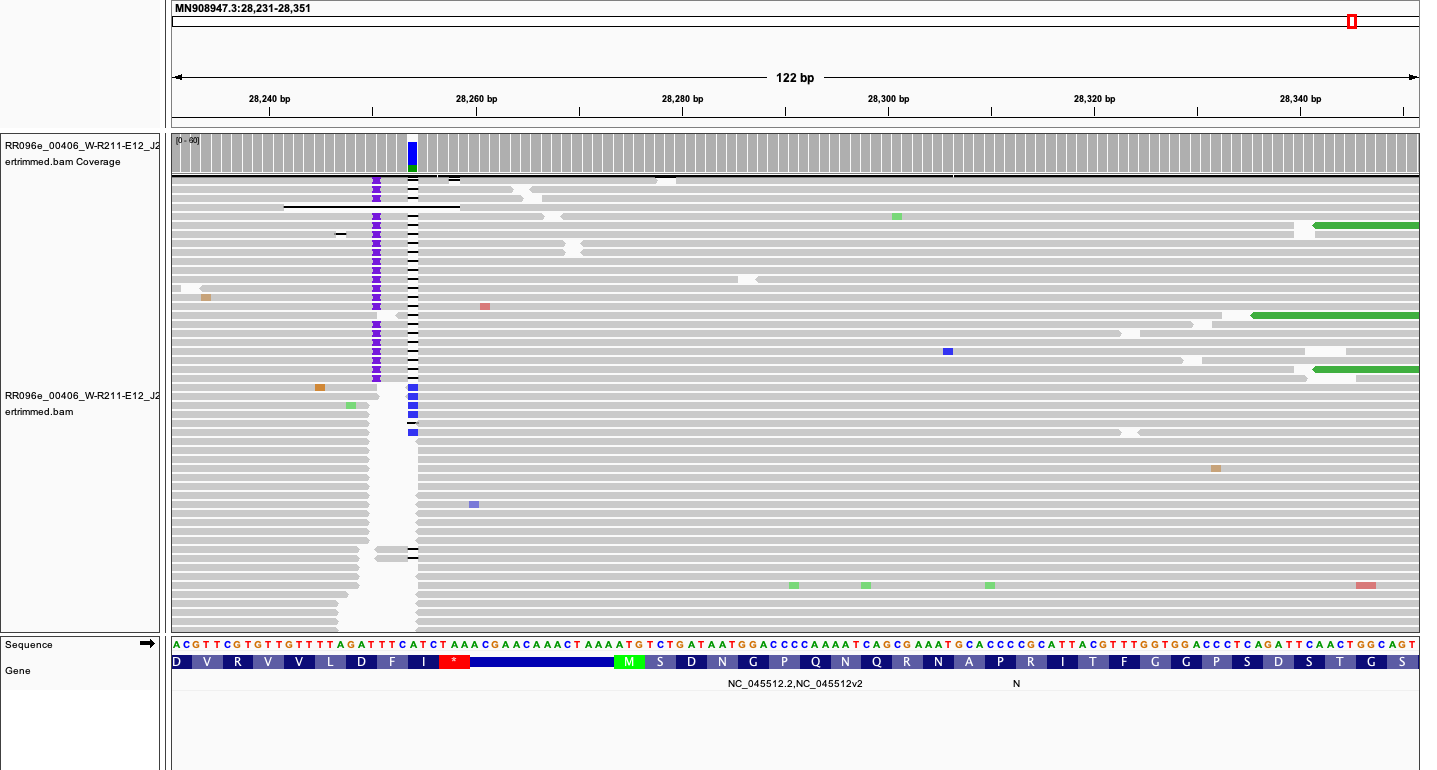 MN908947.3:28,231-28,351
122 bp
28,240 bp 28,260 bp 28,280 bp 28,300 bp 28,320 bp 28,340 bp
RR096e_00406_W-R211-E12_J2
ertrimmed.bam Coverage
[0 - 60]
RR096e_00406_W-R211-E12_J2
ertrimmed.bam
Sequence
ACGTTCGTGTTGTTTTAGATTTCATCTAAACGAACAAACTAAAATGTCTGATAATGGACCCCAAAATCAGCGAAATGCACCCCGCATTACGTTTGGTGGACCCTCAGATTCAACTGGCAGT
Gene
D V R V V L D F I * M S D N G P Q N Q R N A P R I T F G G P S D S T G S
NC_045512.2,NC_045512v2 N